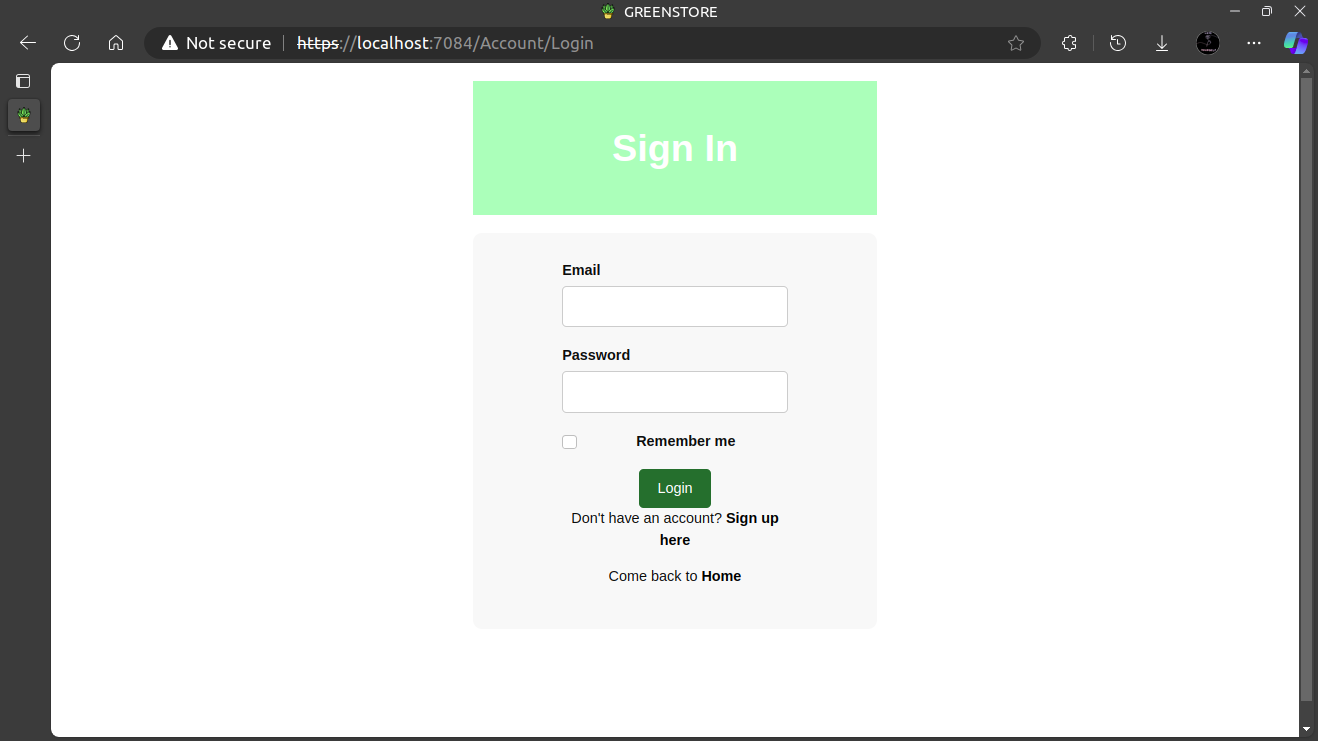 GREENSTORE
Not secure https://localhost:7084/Account/Login
Sign In
Email
Password
Remember me
Login
Don't have an account? Sign up
here
Come back to Home